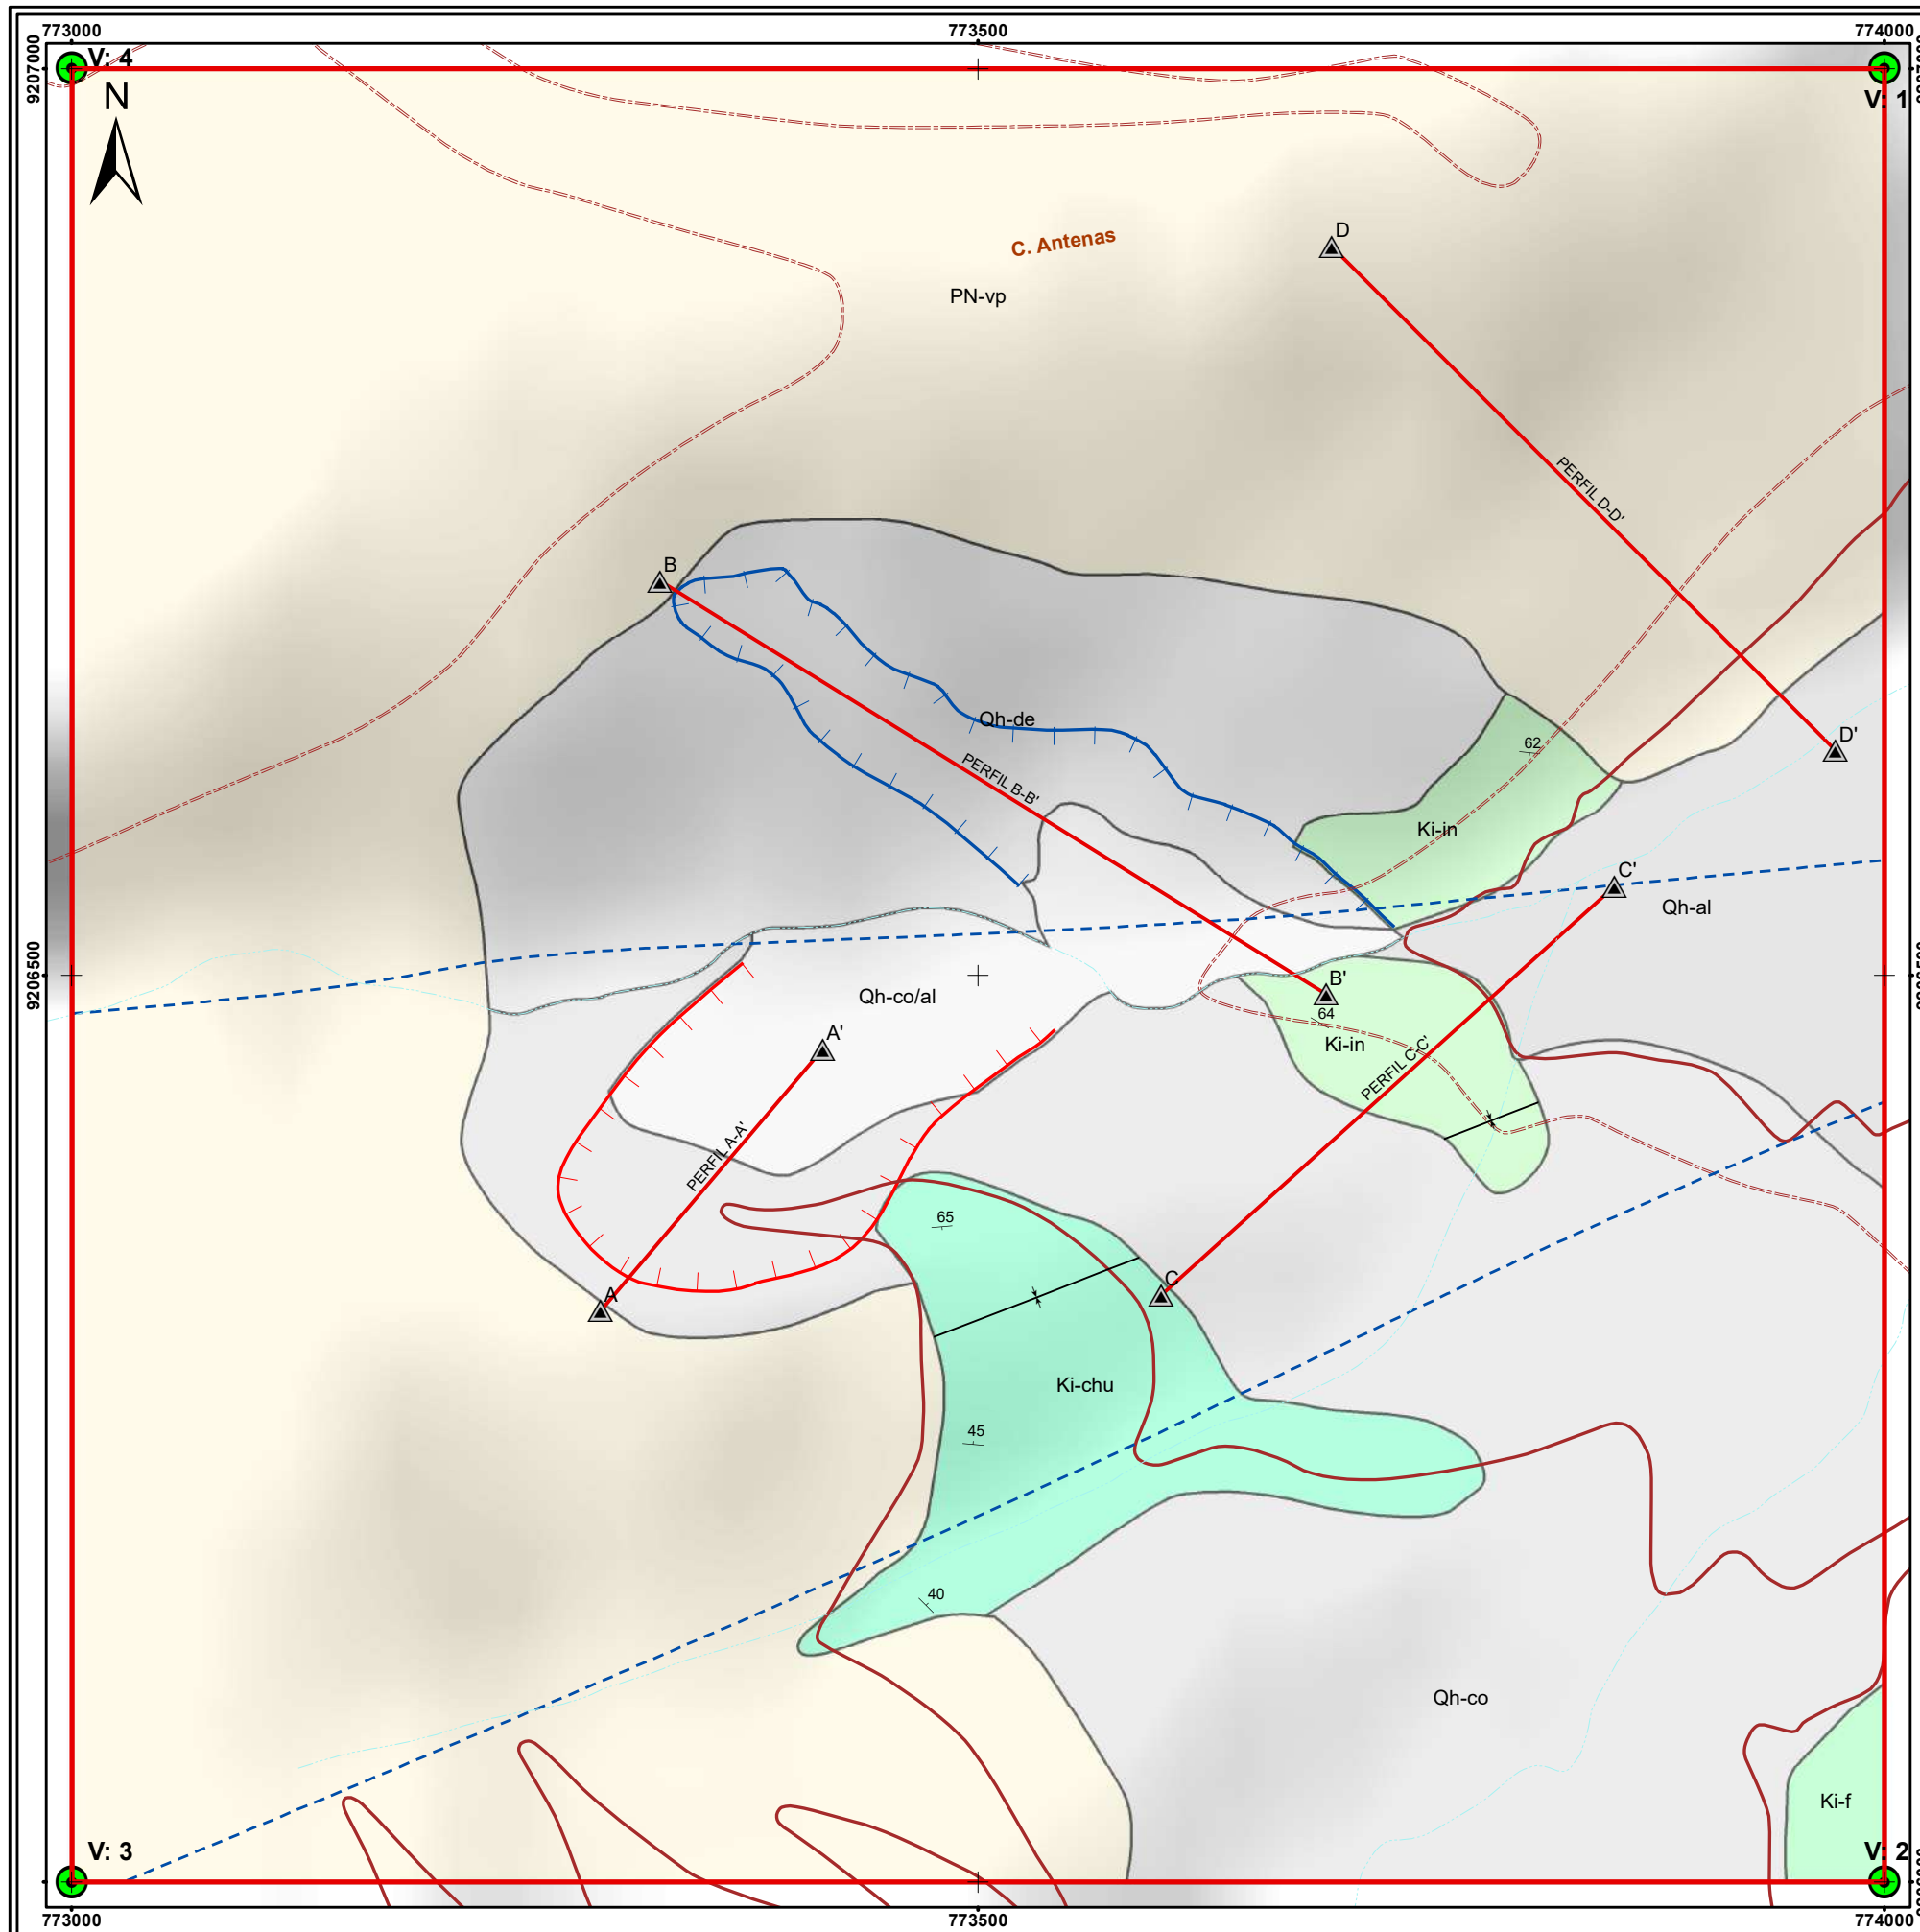 773000
773500
774000
9207000
V: 4
N
V: 1
D
C. Antenas
PN-vp
PERFIL D-D'
B
Qh-de
62
D'
PERFIL B-B'
Ki-in
C'
Qh-al
9206500
Qh-co/al
B'
64
A'
Ki-in
PERFIL C-C'
PERFIL A-A'
65
C
A
Ki-chu
45
40
Qh-co
Ki-f
V: 3
V: 2
773000
773500
774000